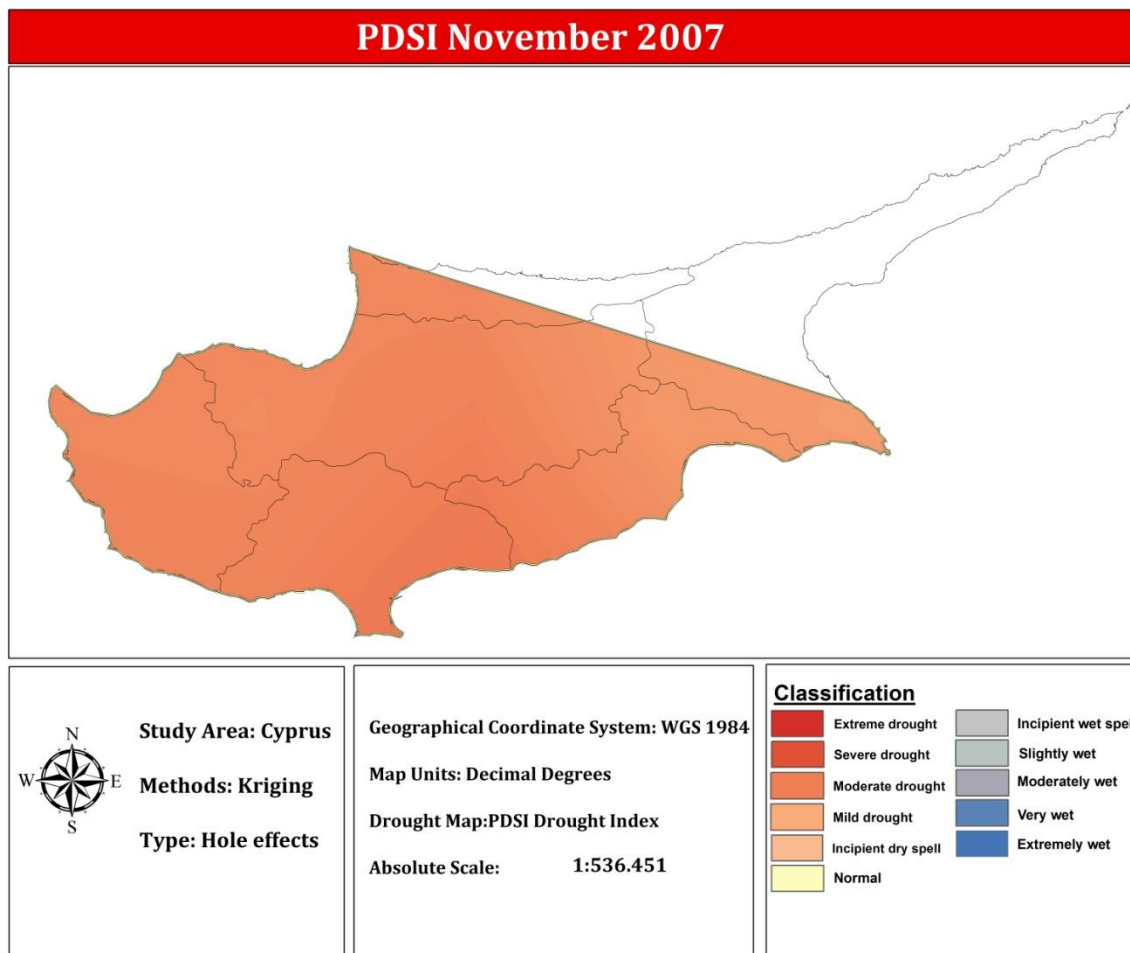 PDSI November 2007
N
W
E
S
Study Area: Cyprus
Methods: Kriging
Type: Hole effects
Geographical Coordinate System: WGS 1984
Map Units: Decimal Degrees
Drought Map:PDSI Drought Index
Absolute Scale: 1:536.451
Classification
Extreme drought
Severe drought
Moderate drought
Mild drought
Incipient dry spell
Normal
Incipient wet spel
Slightly wet
Moderately wet
Very wet
Extremely wet